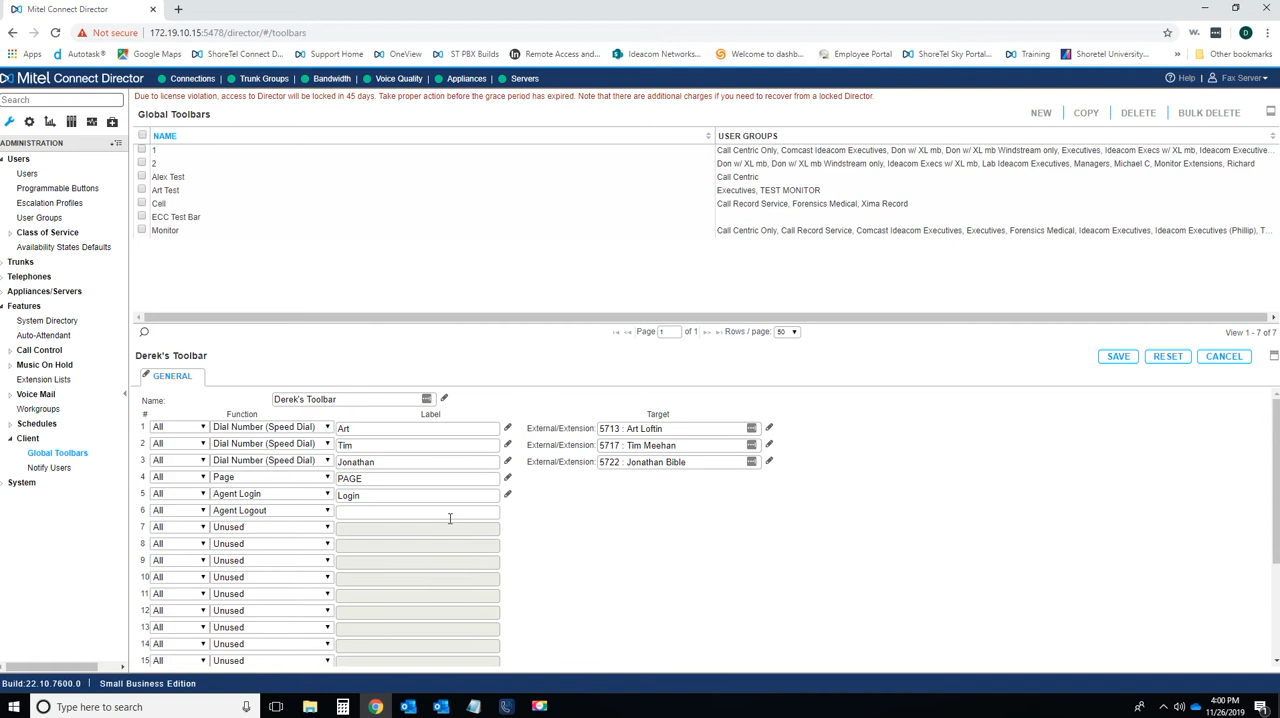 Mitel Connect Director
Not secure | 172.19.10.15:5478/director/#/toolbars
Apps Autotask® Google Maps ShoreTel Connect D... Support Home OneView ST PBX Builds Remote Access and... Ideacom Networks... Welcome to dashb... Employee Portal ShoreTel Sky Portal... Training Shoretel University... » Other bookmarks
Mitel Connect Director Connections Trunk Groups Bandwidth Voice Quality Appliances Servers Help Fax Server
Search
Due to license violation, access to Director will be locked in 45 days. Take proper action before the grace period has expired. Note that there are additional charges if you need to recover from a locked Director.
Global Toolbars NEW COPY DELETE BULK DELETE
NAME USER GROUPS
1 Call Centric Only, Comcast Ideacom Executives, Don w/ XL mb, Don w/ XL mb Windstream only, Executives, Ideacom Execs w/ XL mb, Ideacom Executive...
2 Don w/ XL mb, Don w/ XL mb Windstream only, Ideacom Execs w/ XL mb, Lab Ideacom Executives, Managers, Michael C, Monitor Extensions, Richard
Alex Test Call Centric
Art Test Executives, TEST MONITOR
Cell Call Record Service, Forensics Medical, Xima Record
ECC Test Bar
Monitor Call Centric Only, Call Record Service, Comcast Ideacom Executives, Executives, Forensics Medical, Ideacom Executives, Ideacom Executives (Phillip), T...
ADMINISTRATION
Users
Users
Programmable Buttons
Escalation Profiles
User Groups
Class of Service
Availability States Defaults
Trunks
Telephones
Appliances/Servers
Features
System Directory
Auto-Attendant
Call Control
Music On Hold
Extension Lists
Voice Mail
Workgroups
Schedules
Client
Global Toolbars
Notify Users
System
Page 1 of 1 Rows / page: 50 View 1 - 7 of 7
Derek's Toolbar SAVE RESET CANCEL
GENERAL
Name: Derek's Toolbar
# Function Label Target
1 All Dial Number (Speed Dial) Art External/Extension: 5713 : Art Loftin
2 All Dial Number (Speed Dial) Tim External/Extension: 5717 : Tim Meehan
3 All Dial Number (Speed Dial) Jonathan External/Extension: 5722 : Jonathan Bible
4 All Page PAGE
5 All Agent Login Login
6 All Agent Logout
7 All Unused
8 All Unused
9 All Unused
10 All Unused
11 All Unused
12 All Unused
13 All Unused
14 All Unused
15 All Unused
Build:22.10.7600.0 | Small Business Edition
Type here to search
4:00 PM
11/26/2019